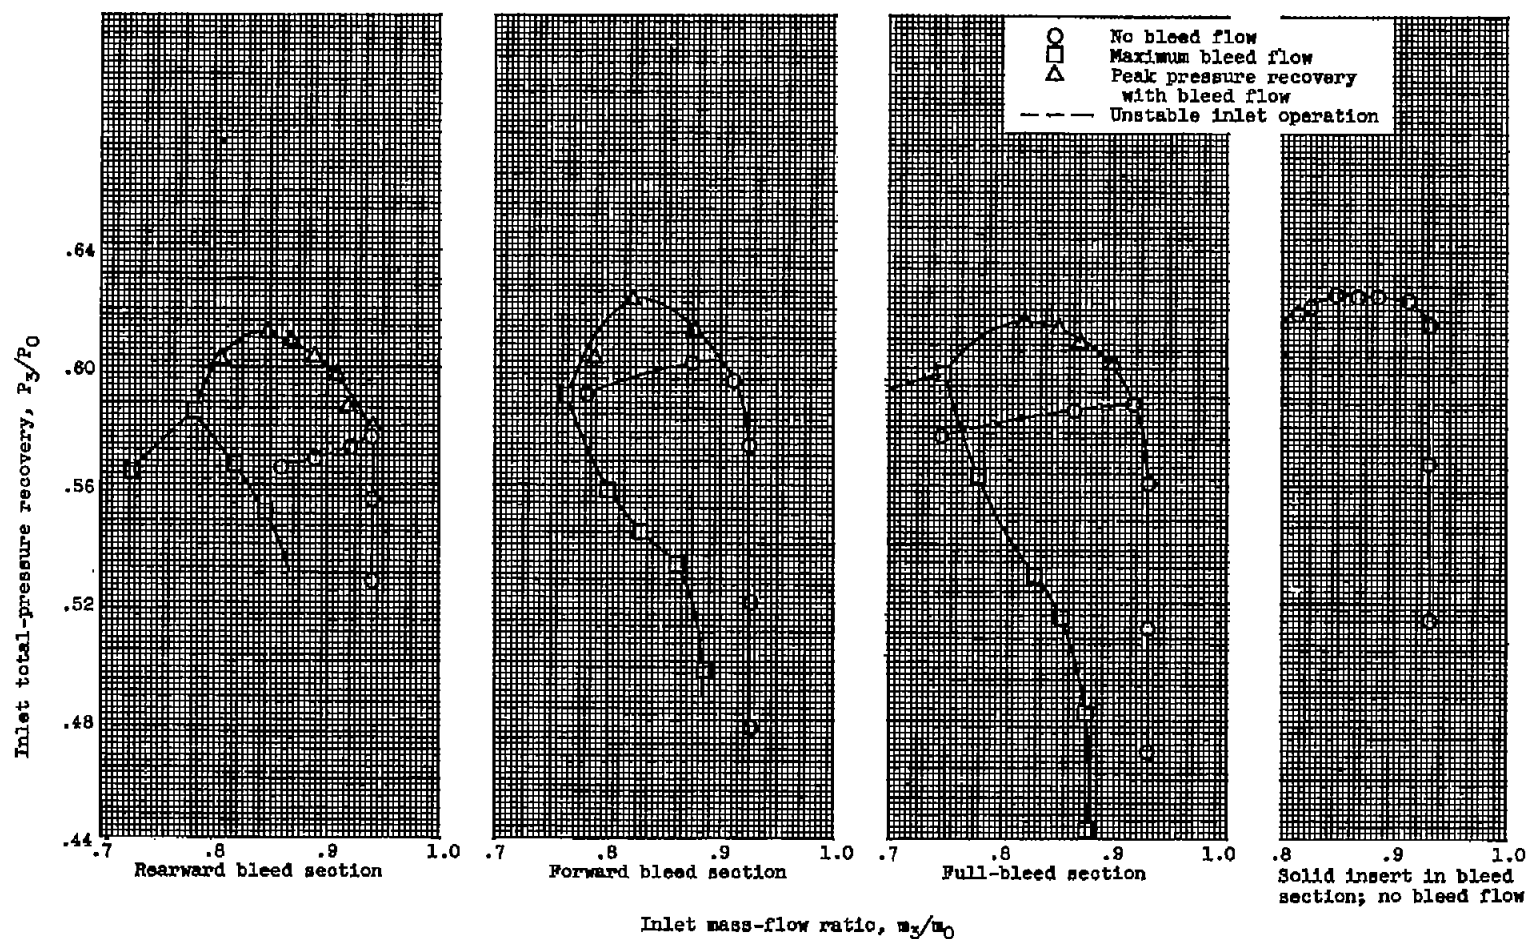 No bleed flow
Maximum bleed flow
Peak pressure recovery
with bleed flow
Unstable inlet operation
Inlet total-pressure recovery, P3/P0
.64
.60
.56
.52
.48
.44
.7 .8 .9 1.0
Rearward bleed section
.7 .8 .9 1.0
Forward bleed section
.7 .8 .9 1.0
Full-bleed section
.8 .9 1.0
Solid insert in bleed
section; no bleed flow
Inlet mass-flow ratio, m3/m0